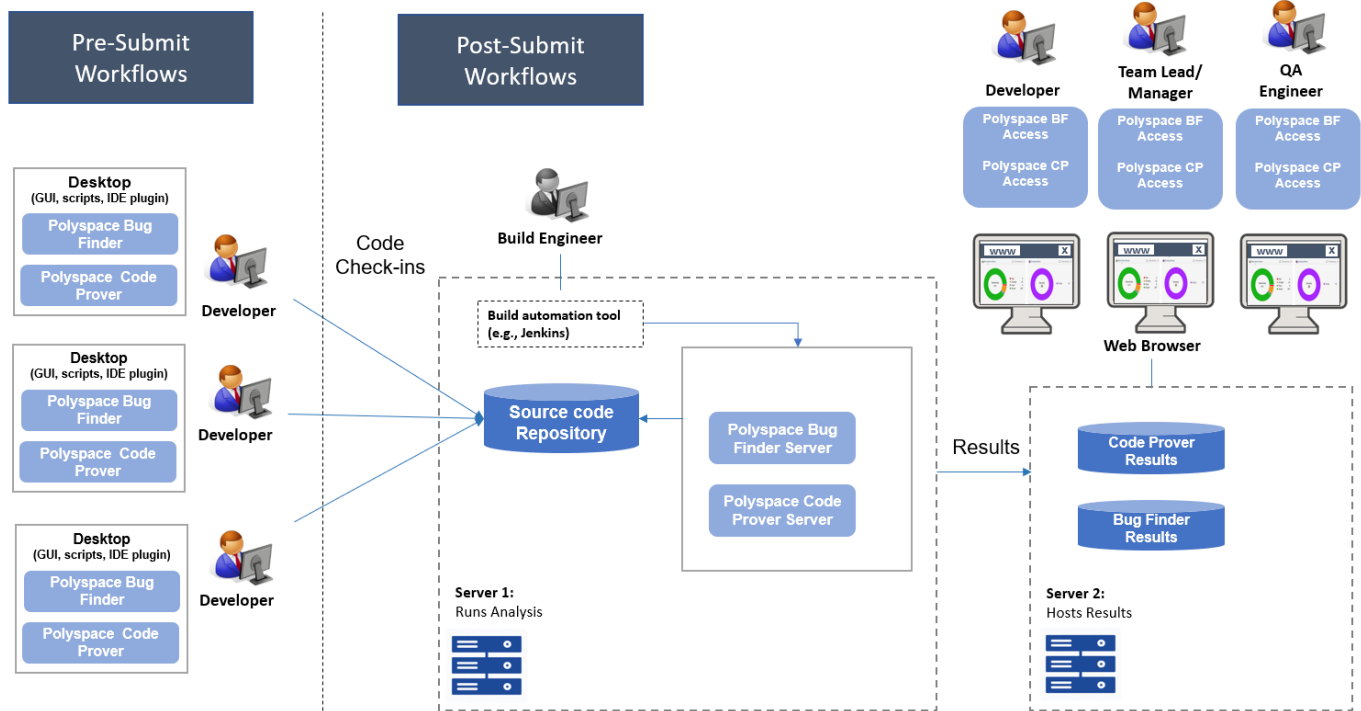 Pre-Submit
Workflows
Desktop
(GUI, scripts, IDE plugin)
Polyspace Bug
Finder
Polyspace Code
Prover
Developer
Desktop
(GUI, scripts, IDE plugin)
Polyspace Bug
Finder
Polyspace Code
Prover
Developer
Desktop
(GUI, scripts, IDE plugin)
Polyspace Bug
Finder
Polyspace Code
Prover
Developer
Code
Check-ins
Post-Submit
Workflows
Build Engineer
Build automation tool
(e.g., Jenkins)
Source code
Repository
Polyspace Bug
Finder Server
Polyspace Code
Prover Server
Server 1:
Runs Analysis
Results
Developer
Polyspace BF
Access
Polyspace CP
Access
Team Lead/
Manager
Polyspace BF
Access
Polyspace CP
Access
QA
Engineer
Polyspace BF
Access
Polyspace CP
Access
www X
www X
www X
Web Browser
Code Prover
Results
Bug Finder
Results
Server 2:
Hosts Results